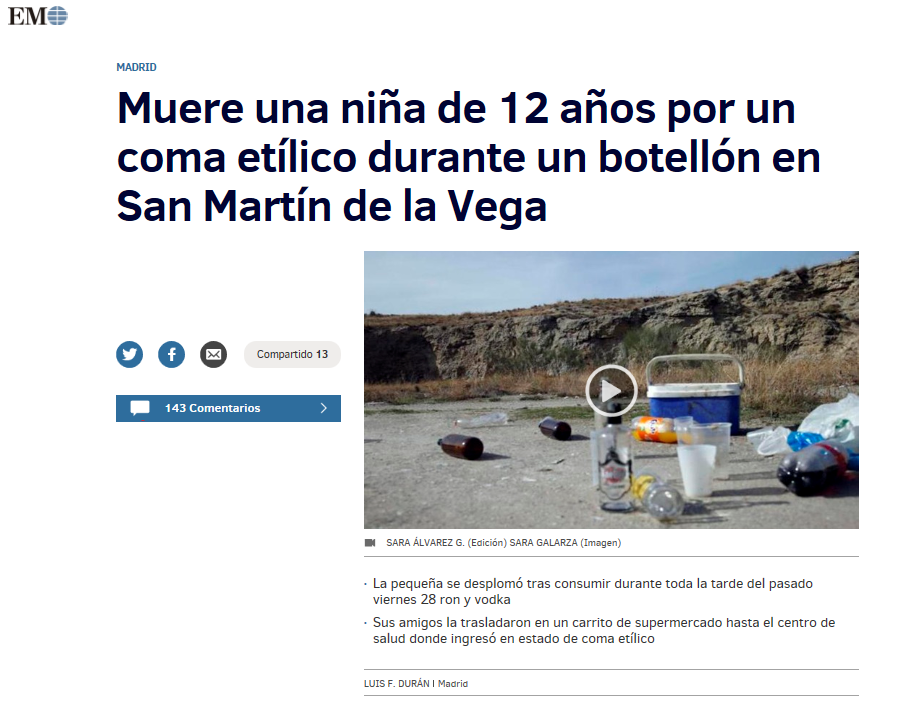 EM
MADRID
Muere una niña de 12 años por un
coma etílico durante un botellón en
San Martín de la Vega
Compartido 13
143 Comentarios
SARA ÁLVAREZ G. (Edición) SARA GALARZA (Imagen)
· La pequeña se desplomó tras consumir durante toda la tarde del pasado
viernes 28 ron y vodka
· Sus amigos la trasladaron en un carrito de supermercado hasta el centro de
salud donde ingresó en estado de coma etílico
LUIS F. DURÁN | Madrid